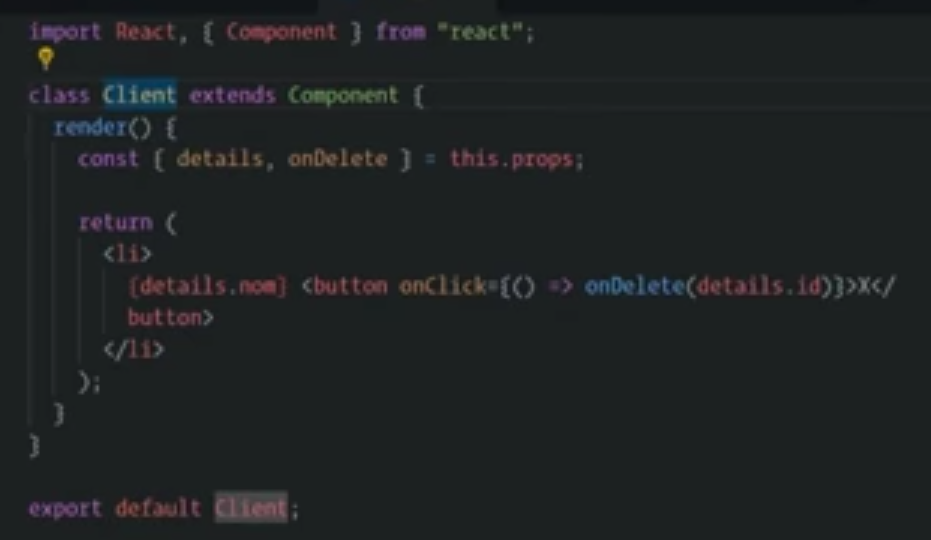 import React, { Component } from "react";
class Client extends Component {
render() {
const { details, onDelete } = this.props;
return (
<li>
{details.nom} <button onClick={() => onDelete(details.id)}>X</
button>
</li>
);
}
}
export default Client;